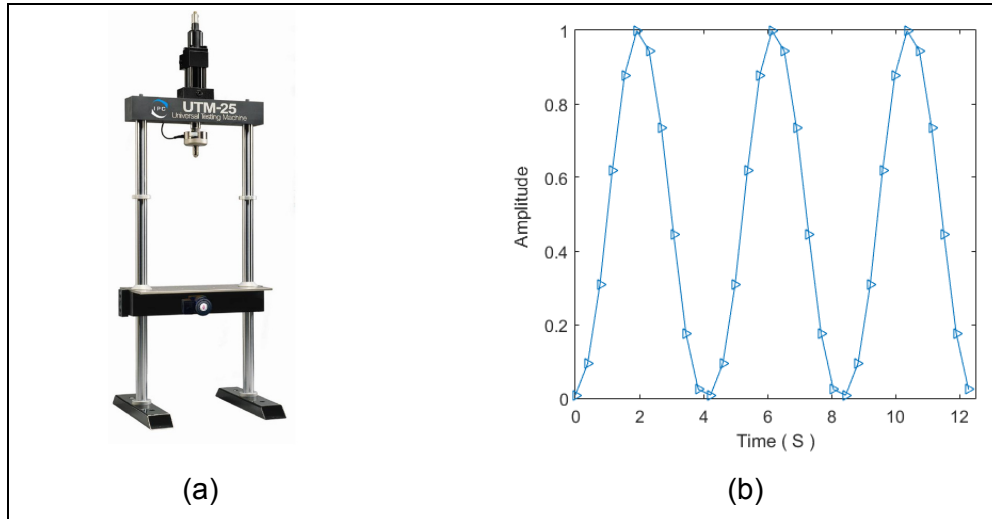 IPC
UTM-25
Universal Testing Machine
1
0.8
0.6
0.4
0.2
0
Amplitude
0 2 4 6 8 10 12
Time ( S )
(a)
(b)